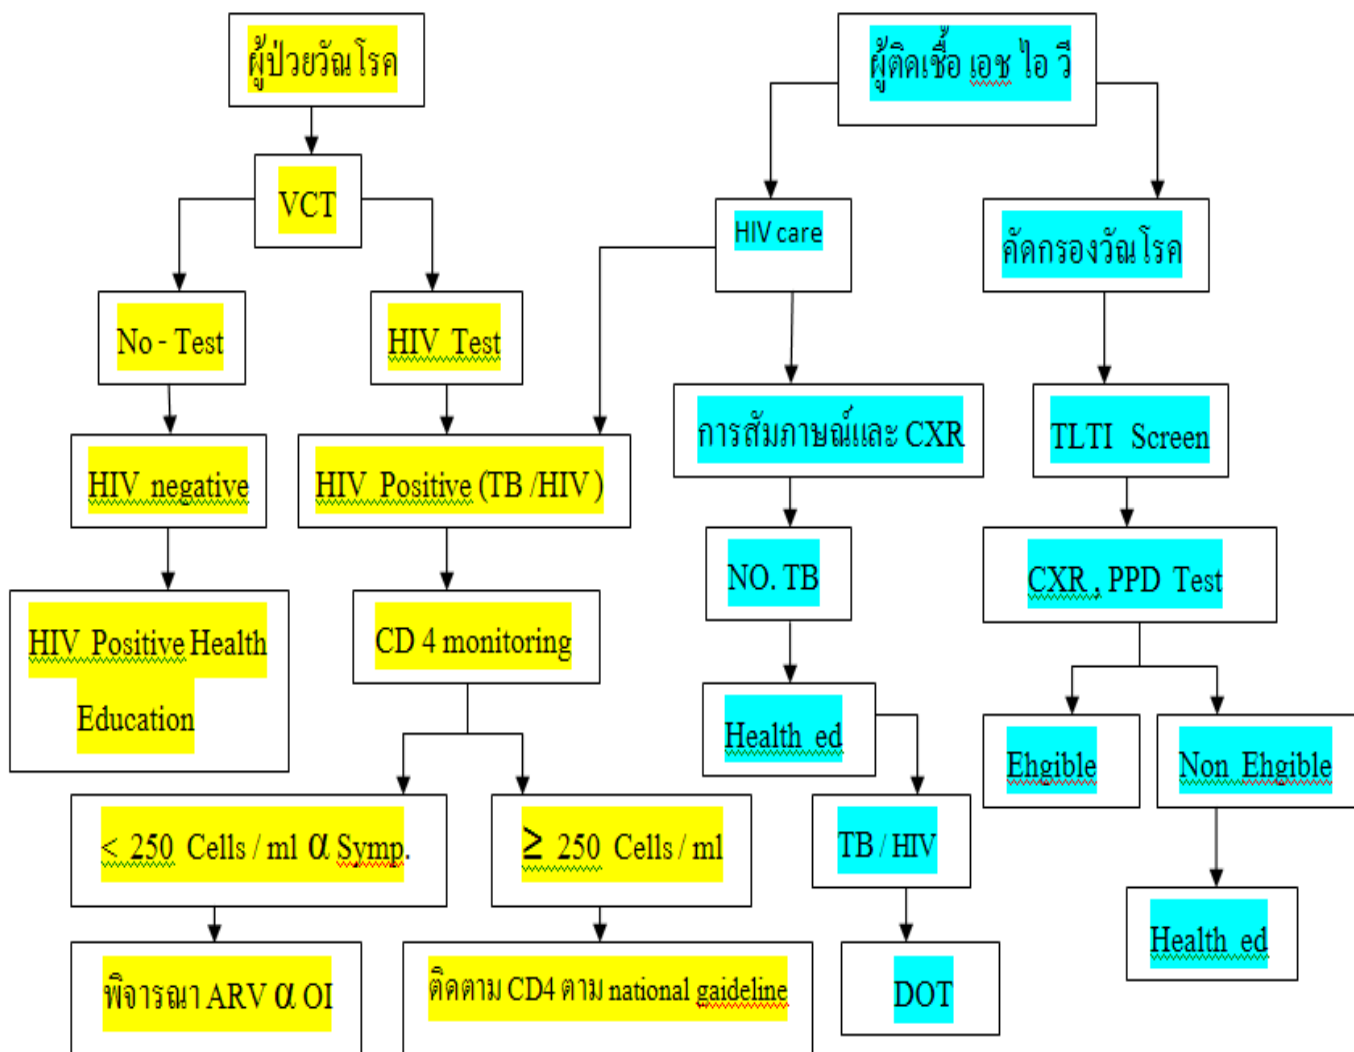 ผู้ป่วยวัณโรค
ผู้ติดเชื้อ เอช ไอ วี
VCT
HIV care
คัดกรองวัณโรค
No - Test
HIV Test
การสัมภาษณ์และ CXR
TLTI Screen
HIV negative
HIV Positive (TB /HIV )
NO. TB
CXR , PPD Test
HIV Positive Health
Education
CD 4 monitoring
Health ed
Ehgible
Non Ehgible
< 250 Cells / ml α Symp.
≥ 250 Cells / ml
TB / HIV
Health ed
พิจารณา ARV α OI
ติดตาม CD4 ตาม national gaideline
DOT